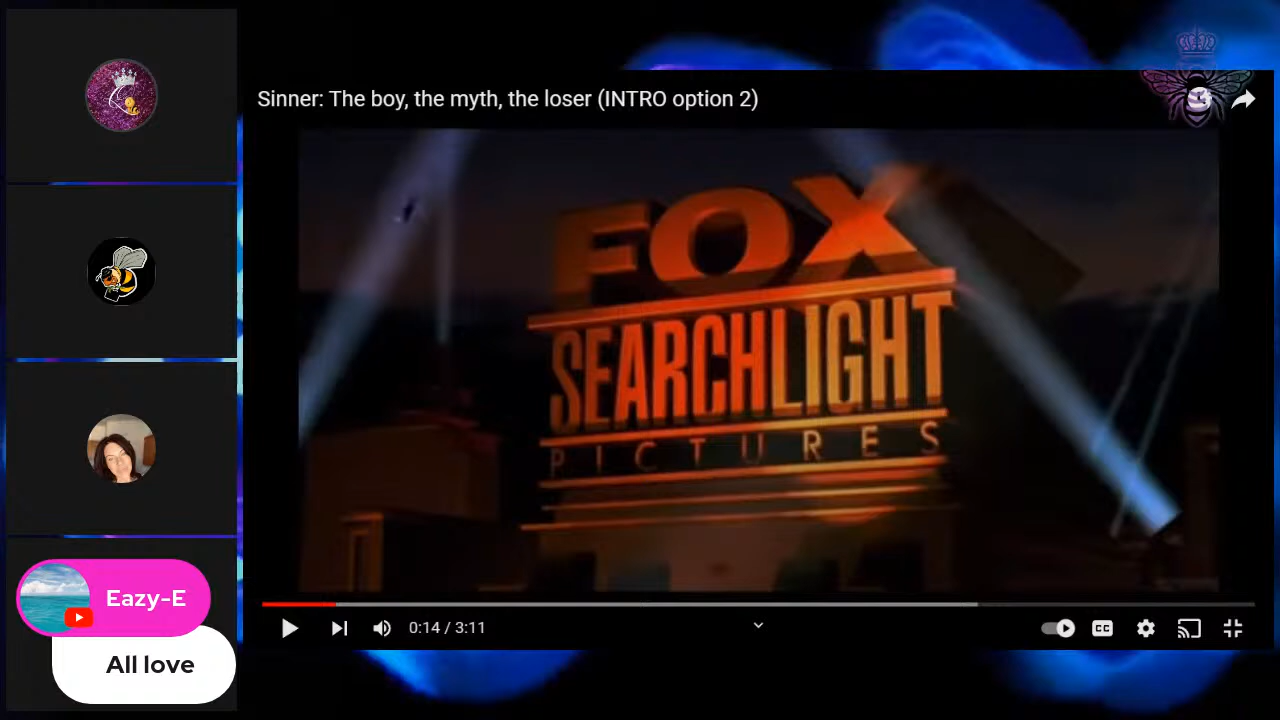 Sinner: The boy, the myth, the loser (INTRO option 2)
FOX
SEARCHLIGHT
PICTURES
0:14 / 3:11
CC
Eazy-E
All love